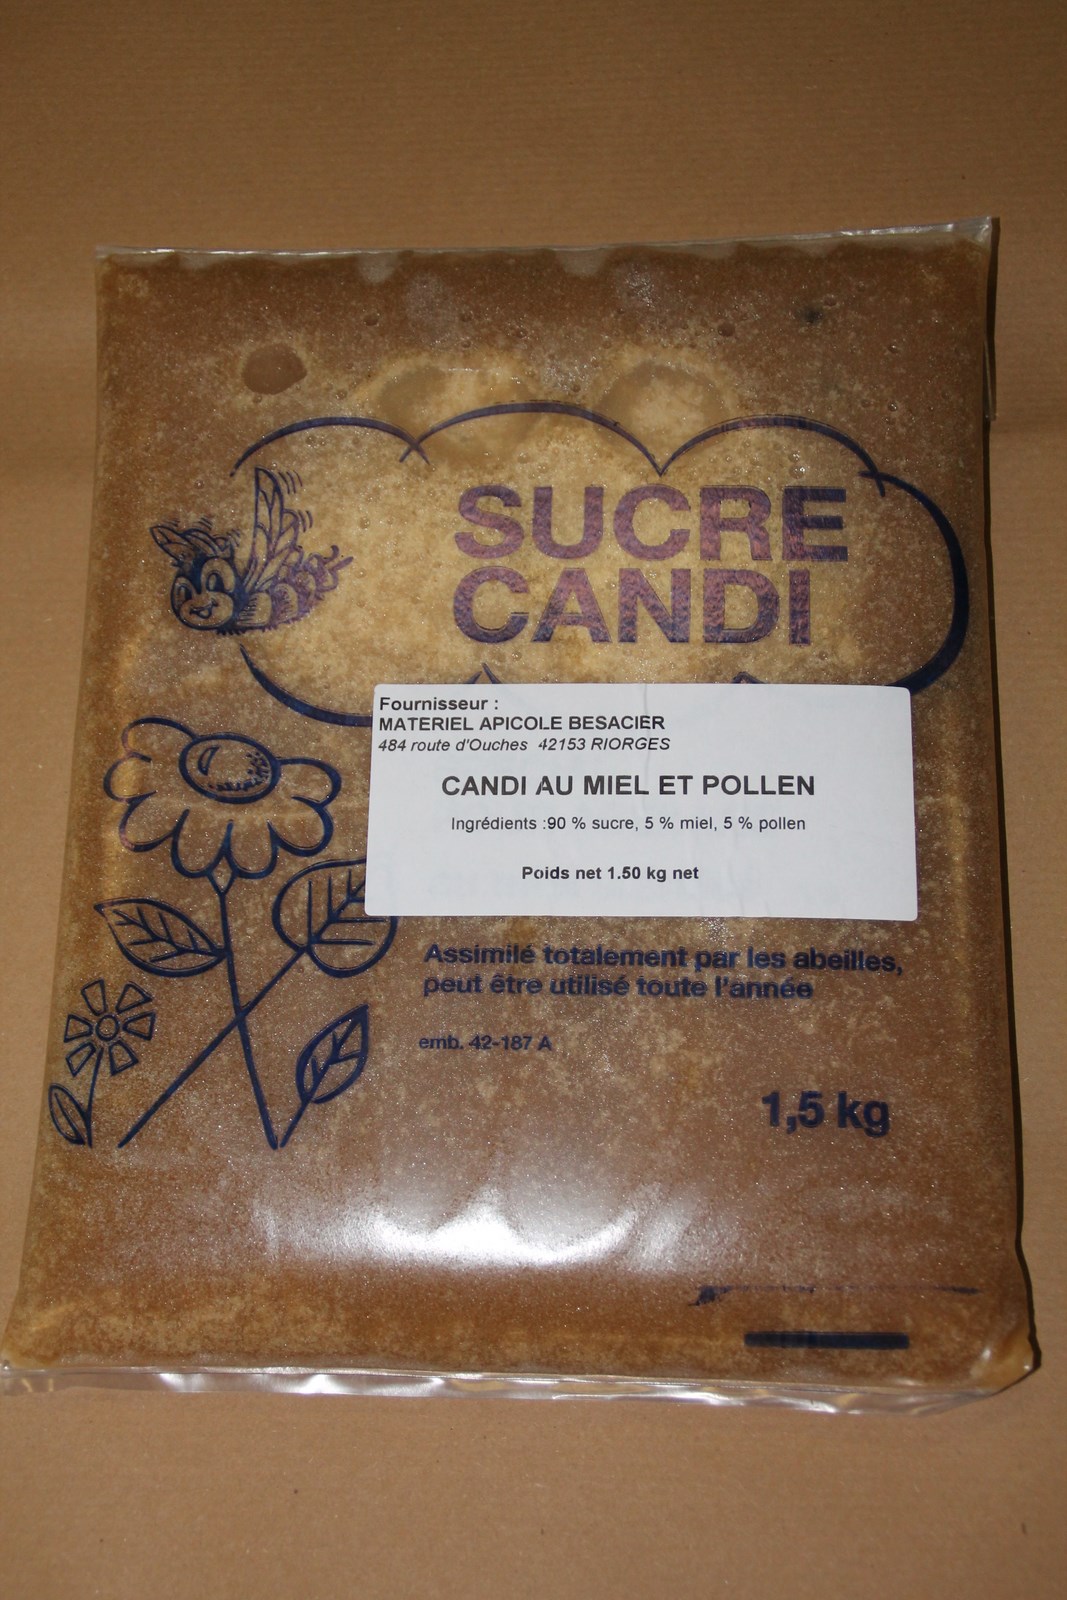 SUCRE
CANDI
Fournisseur :
MATERIEL APICOLE BESACIER
484 route d'Ouches 42153 RIORGES
CANDI AU MIEL ET POLLEN
Ingrédients :90 % sucre, 5 % miel, 5 % pollen
Poids net 1.50 kg net
Assimilé totalement par les abeilles,
peut être utilisé toute l'année
emb. 42-187 A
1,5 kg